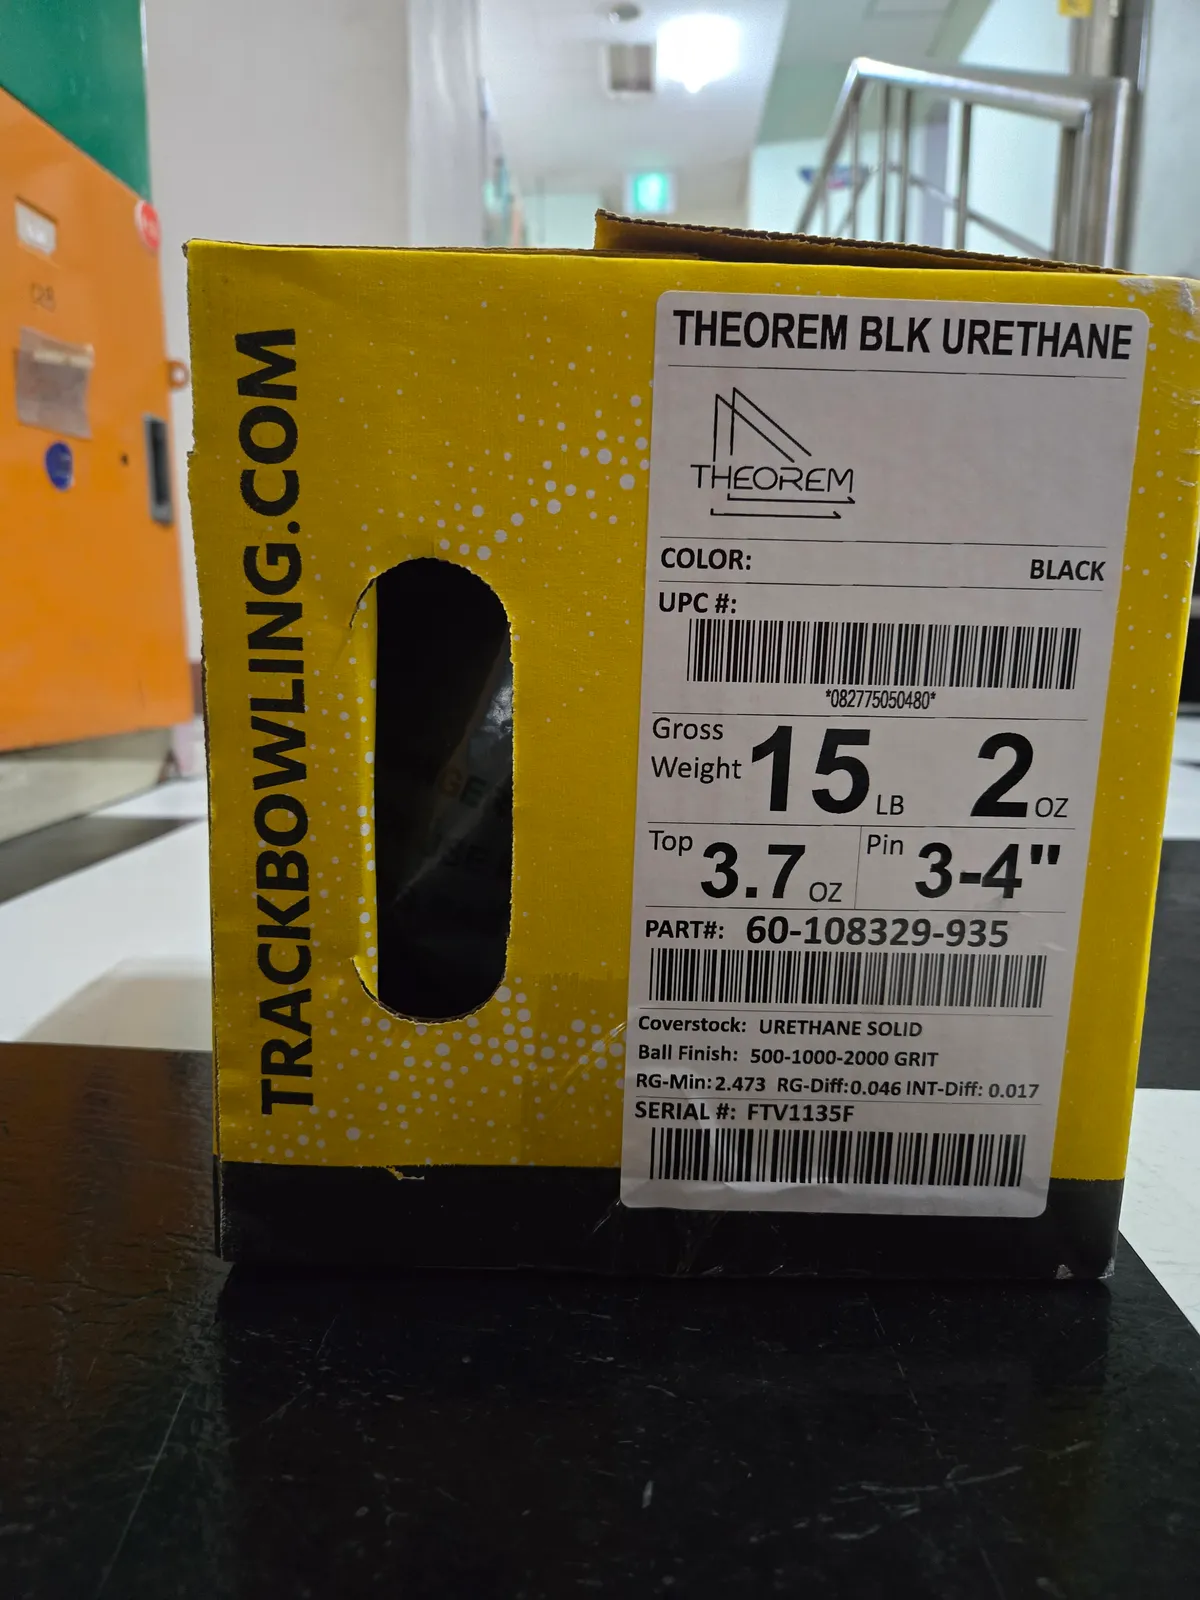 TRACKBOWLING.COM
THEOREM BLK URETHANE
THEOREM
COLOR: BLACK
UPC #:
*082775050480*
Gross Weight 15 LB 2 OZ
Top 3.7 OZ Pin 3-4"
PART#: 60-108329-935
Coverstock: URETHANE SOLID
Ball Finish: 500-1000-2000 GRIT
RG-Min: 2.473 RG-Diff: 0.046 INT-Diff: 0.017
SERIAL #: FTV1135F